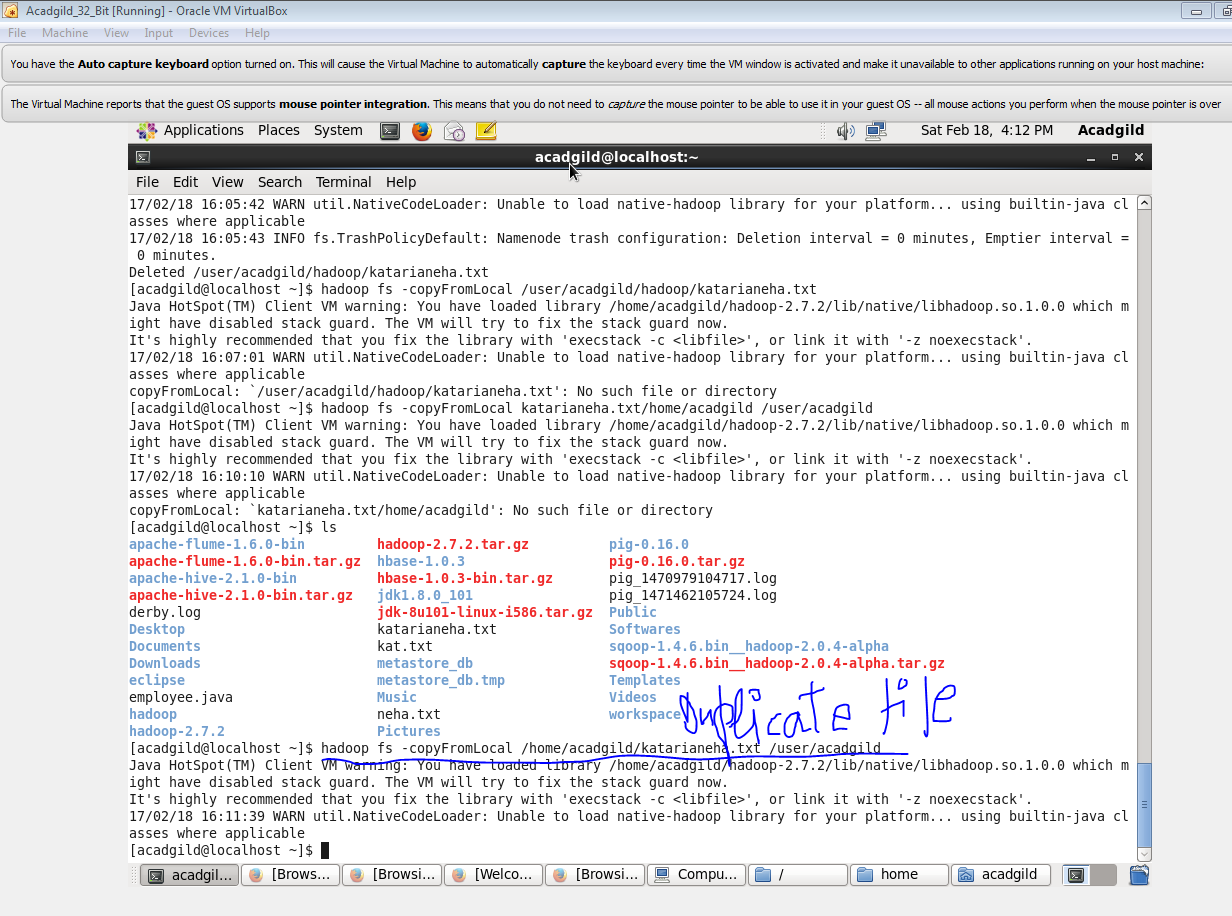 Acadgild_32_Bit [Running] - Oracle VM VirtualBox
File Machine View Input Devices Help
You have the Auto capture keyboard option turned on. This will cause the Virtual Machine to automatically capture the keyboard every time the VM window is activated and make it unavailable to other applications running on your host machine:
The Virtual Machine reports that the guest OS supports mouse pointer integration. This means that you do not need to capture the mouse pointer to be able to use it in your guest OS -- all mouse actions you perform when the mouse pointer is over
Applications Places System Sat Feb 18, 4:12 PM Acadgild
acadgild@localhost:~
File Edit View Search Terminal Help
17/02/18 16:05:42 WARN util.NativeCodeLoader: Unable to load native-hadoop library for your platform... using builtin-java cl
asses where applicable
17/02/18 16:05:43 INFO fs.TrashPolicyDefault: Namenode trash configuration: Deletion interval = 0 minutes, Emptier interval =
0 minutes.
Deleted /user/acadgild/hadoop/katarianeha.txt
[acadgild@localhost ~]$ hadoop fs -copyFromLocal /user/acadgild/hadoop/katarianeha.txt
Java HotSpot(TM) Client VM warning: You have loaded library /home/acadgild/hadoop-2.7.2/lib/native/libhadoop.so.1.0.0 which m
ight have disabled stack guard. The VM will try to fix the stack guard now.
It's highly recommended that you fix the library with 'execstack -c <libfile>', or link it with '-z noexecstack'.
17/02/18 16:07:01 WARN util.NativeCodeLoader: Unable to load native-hadoop library for your platform... using builtin-java cl
asses where applicable
copyFromLocal: `/user/acadgild/hadoop/katarianeha.txt': No such file or directory
[acadgild@localhost ~]$ hadoop fs -copyFromLocal katarianeha.txt/home/acadgild /user/acadgild
Java HotSpot(TM) Client VM warning: You have loaded library /home/acadgild/hadoop-2.7.2/lib/native/libhadoop.so.1.0.0 which m
ight have disabled stack guard. The VM will try to fix the stack guard now.
It's highly recommended that you fix the library with 'execstack -c <libfile>', or link it with '-z noexecstack'.
17/02/18 16:10:10 WARN util.NativeCodeLoader: Unable to load native-hadoop library for your platform... using builtin-java cl
asses where applicable
copyFromLocal: `katarianeha.txt/home/acadgild': No such file or directory
[acadgild@localhost ~]$ ls
apache-flume-1.6.0-bin hadoop-2.7.2.tar.gz pig-0.16.0
apache-flume-1.6.0-bin.tar.gz hbase-1.0.3 pig-0.16.0.tar.gz
apache-hive-2.1.0-bin hbase-1.0.3-bin.tar.gz pig_1470979104717.log
apache-hive-2.1.0-bin.tar.gz jdk1.8.0_101 pig_1471462105724.log
derby.log jdk-8u101-linux-i586.tar.gz Public
Desktop katarianeha.txt Softwares
Documents kat.txt sqoop-1.4.6.bin__hadoop-2.0.4-alpha
Downloads metastore_db sqoop-1.4.6.bin__hadoop-2.0.4-alpha.tar.gz
eclipse metastore_db.tmp Templates
employee.java Music Videos
hadoop neha.txt workspace
Duplicate file
hadoop-2.7.2 Pictures
[acadgild@localhost ~]$ hadoop fs -copyFromLocal /home/acadgild/katarianeha.txt /user/acadgild
Java HotSpot(TM) Client VM warning: You have loaded library /home/acadgild/hadoop-2.7.2/lib/native/libhadoop.so.1.0.0 which m
ight have disabled stack guard. The VM will try to fix the stack guard now.
It's highly recommended that you fix the library with 'execstack -c <libfile>', or link it with '-z noexecstack'.
17/02/18 16:11:39 WARN util.NativeCodeLoader: Unable to load native-hadoop library for your platform... using builtin-java cl
asses where applicable
[acadgild@localhost ~]$
acadgil... [Brows... [Browsi... [Welco... [Browsi... Compu... / home acadgild